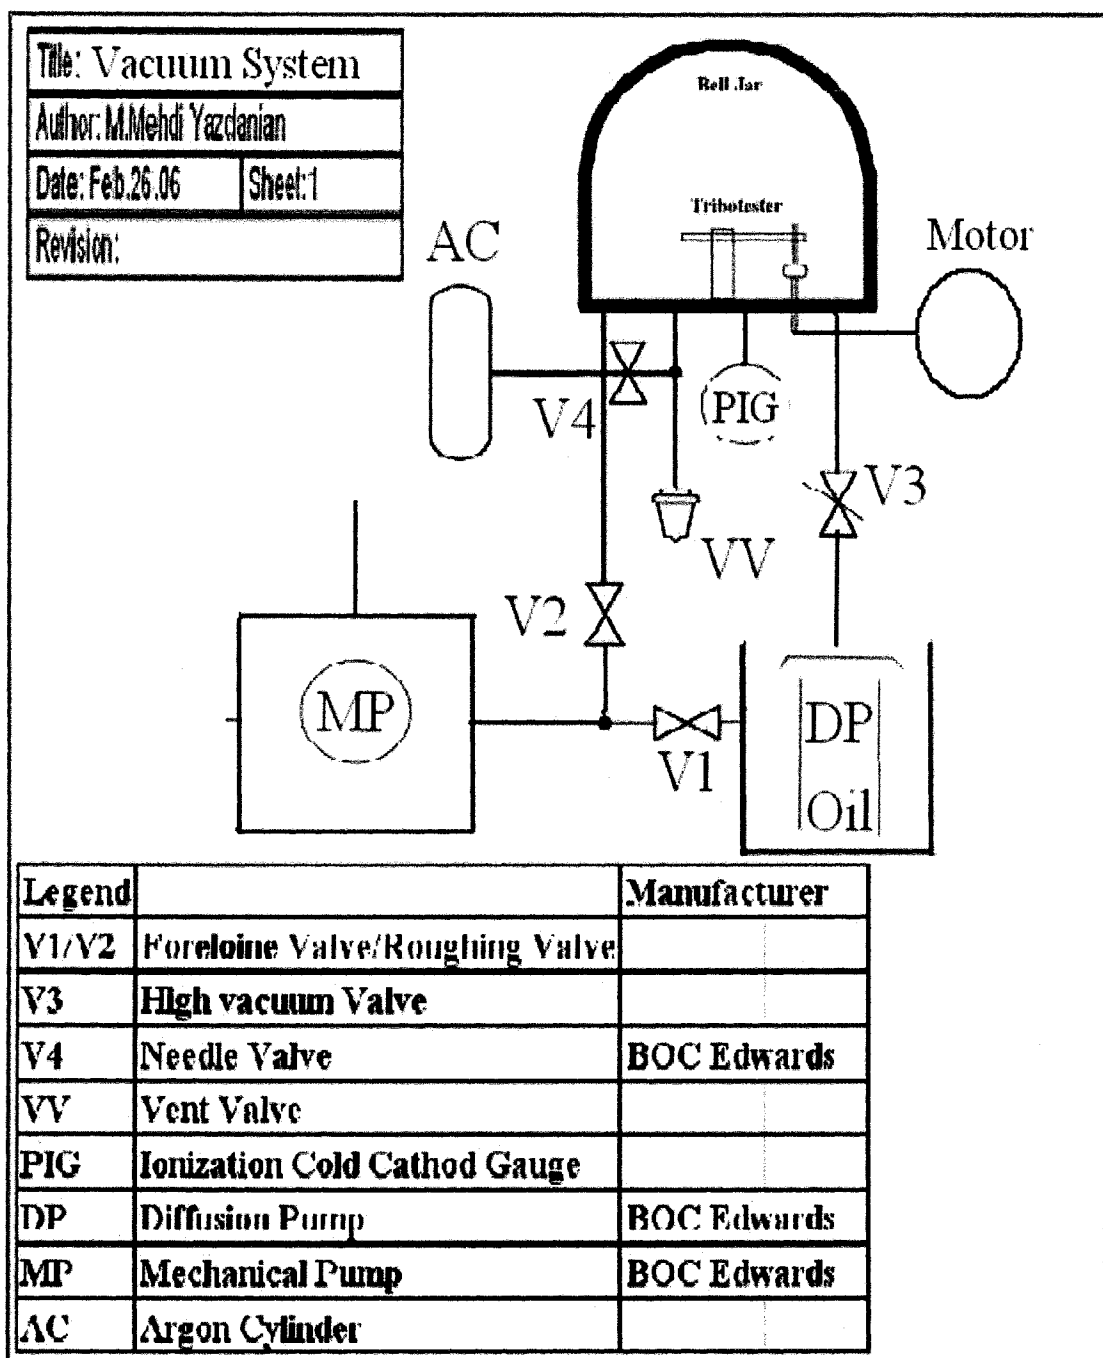 Title: Vacuum System
Author: M.Mehdi Yazdanian
Date: Feb.26.06 Sheet:1
Revision:
Bell Jar
Tribotester
AC
Motor
V4
PIG
V3
VV
V2
MP
V1
DP
Oil
Legend Manufacturer
V1/V2 Foreloine Valve/Roughing Valve
V3 High vacuum Valve
V4 Needle Valve BOC Edwards
VV Vent Valve
PIG Ionization Cold Cathod Gauge
DP Diffusion Pump BOC Edwards
MP Mechanical Pump BOC Edwards
AC Argon Cylinder